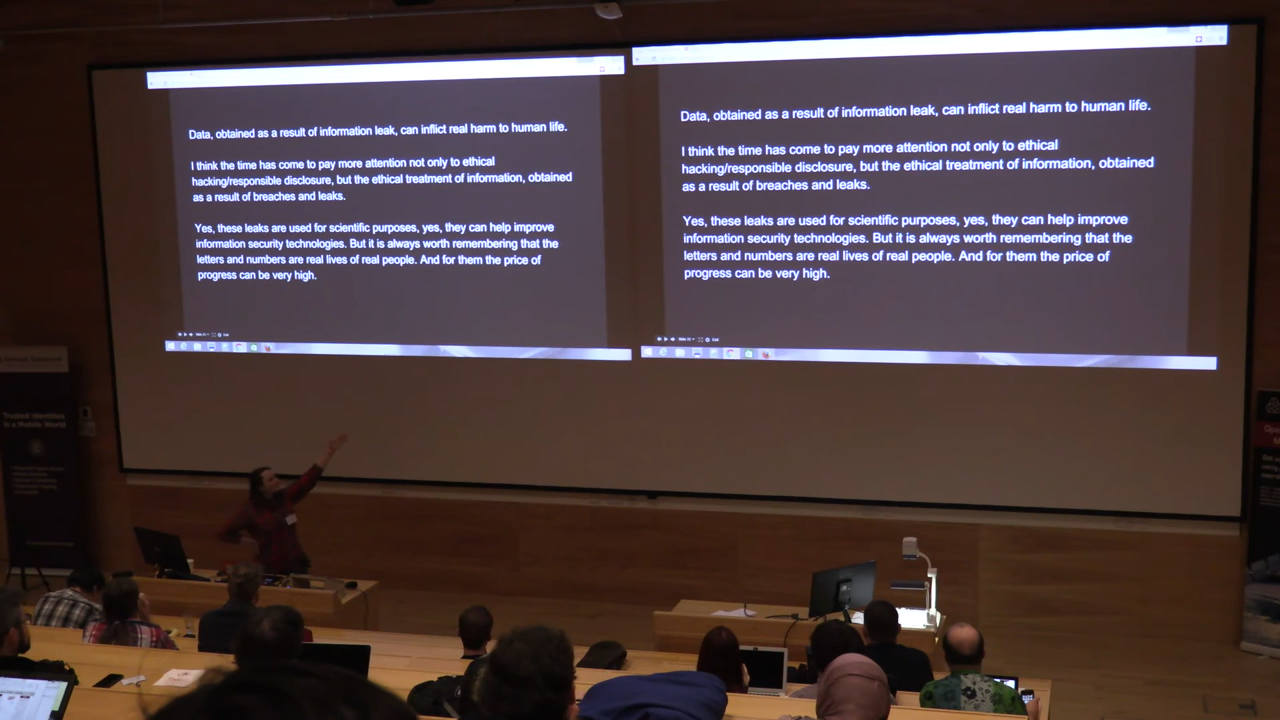 Data, obtained as a result of information leak, can inflict real harm to human life.
I think the time has come to pay more attention not only to ethical
hacking/responsible disclosure, but the ethical treatment of information, obtained
as a result of breaches and leaks.
Yes, these leaks are used for scientific purposes, yes, they can help improve
information security technologies. But it is always worth remembering that the
letters and numbers are real lives of real people. And for them the price of
progress can be very high.
Data, obtained as a result of information leak, can inflict real harm to human life.
I think the time has come to pay more attention not only to ethical
hacking/responsible disclosure, but the ethical treatment of information, obtained
as a result of breaches and leaks.
Yes, these leaks are used for scientific purposes, yes, they can help improve
information security technologies. But it is always worth remembering that the
letters and numbers are real lives of real people. And for them the price of
progress can be very high.
Trusted Identities
in a Mobile World